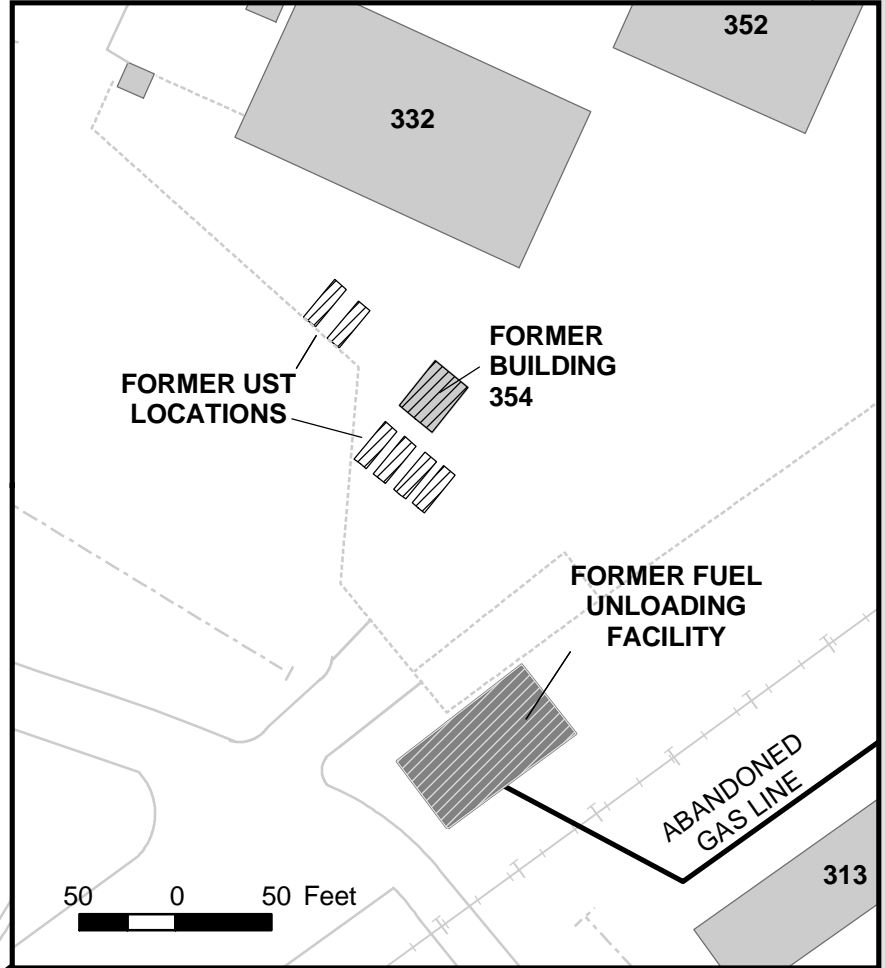 352
332
FORMER
BUILDING
354
FORMER UST
LOCATIONS
FORMER FUEL
UNLOADING
FACILITY
ABANDONED
GAS LINE
313
50 0 50 Feet